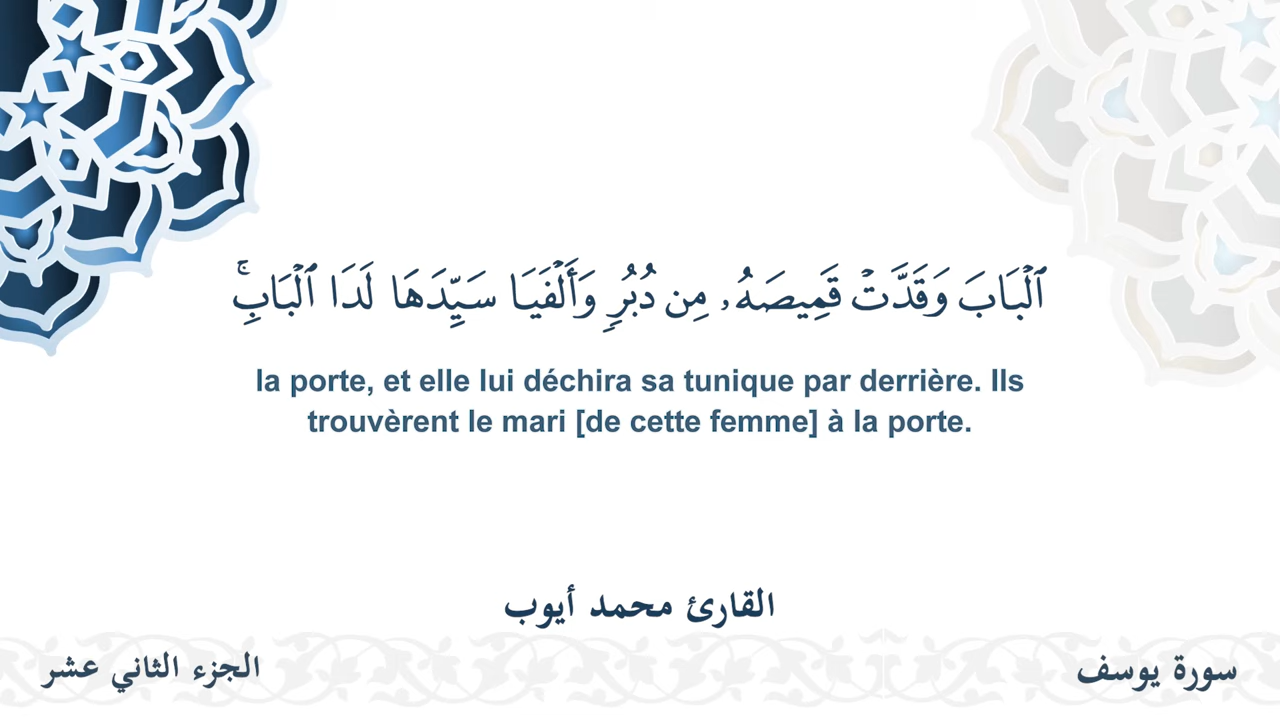 ٱلۡبَابَ وَقَدَّتۡ قَمِيصَهُۥ مِن دُبُرٖ وَأَلۡفَيَا سَيِّدَهَا لَدَا ٱلۡبَابِۚ
la porte, et elle lui déchira sa tunique par derrière. Ils
trouvèrent le mari [de cette femme] à la porte.
القارئ محمد أيوب
سورة يوسف
الجزء الثاني عشر